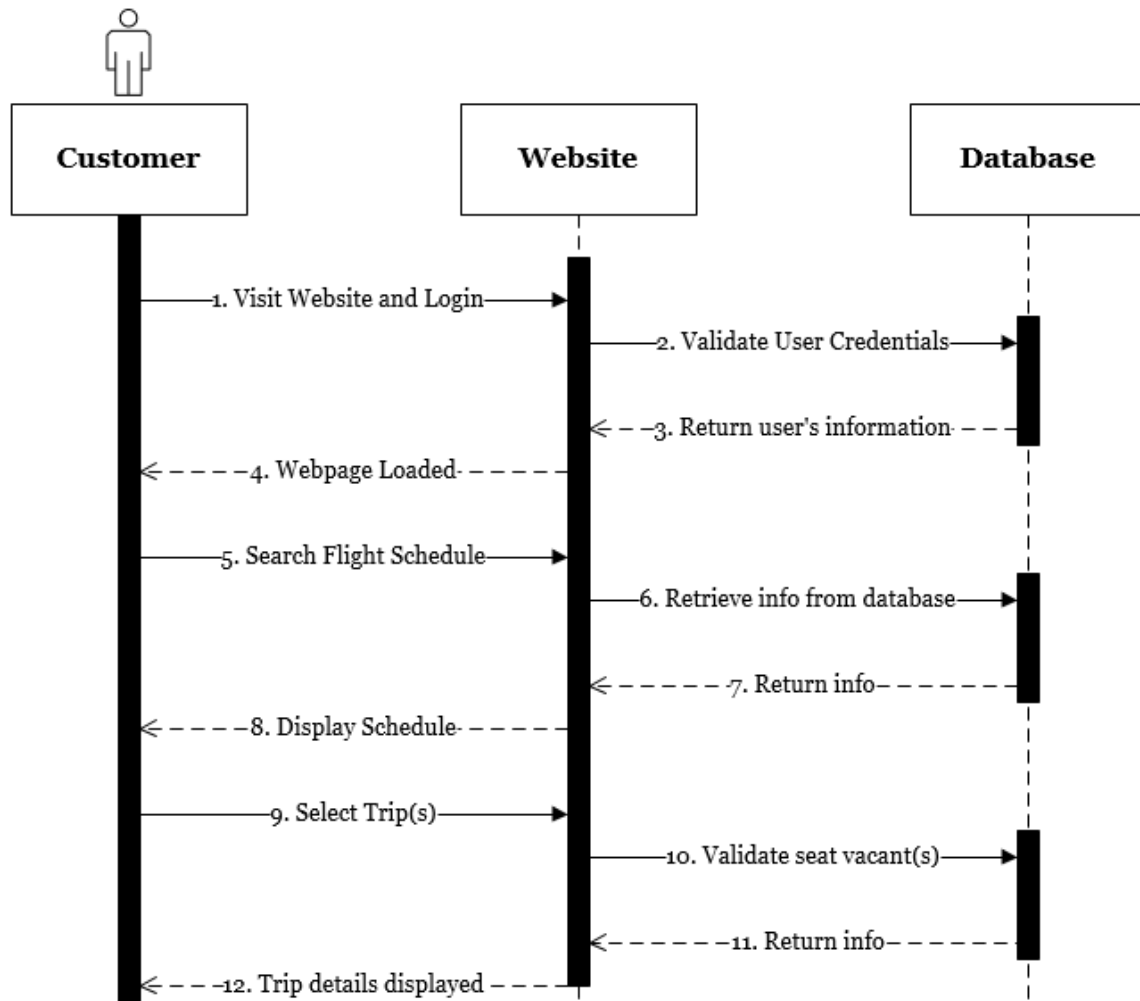 Customer
Website
Database
1. Visit Website and Login
2. Validate User Credentials
3. Return user's information
4. Webpage Loaded
5. Search Flight Schedule
6. Retrieve info from database
7. Return info
8. Display Schedule
9. Select Trip(s)
10. Validate seat vacant(s)
11. Return info
12. Trip details displayed